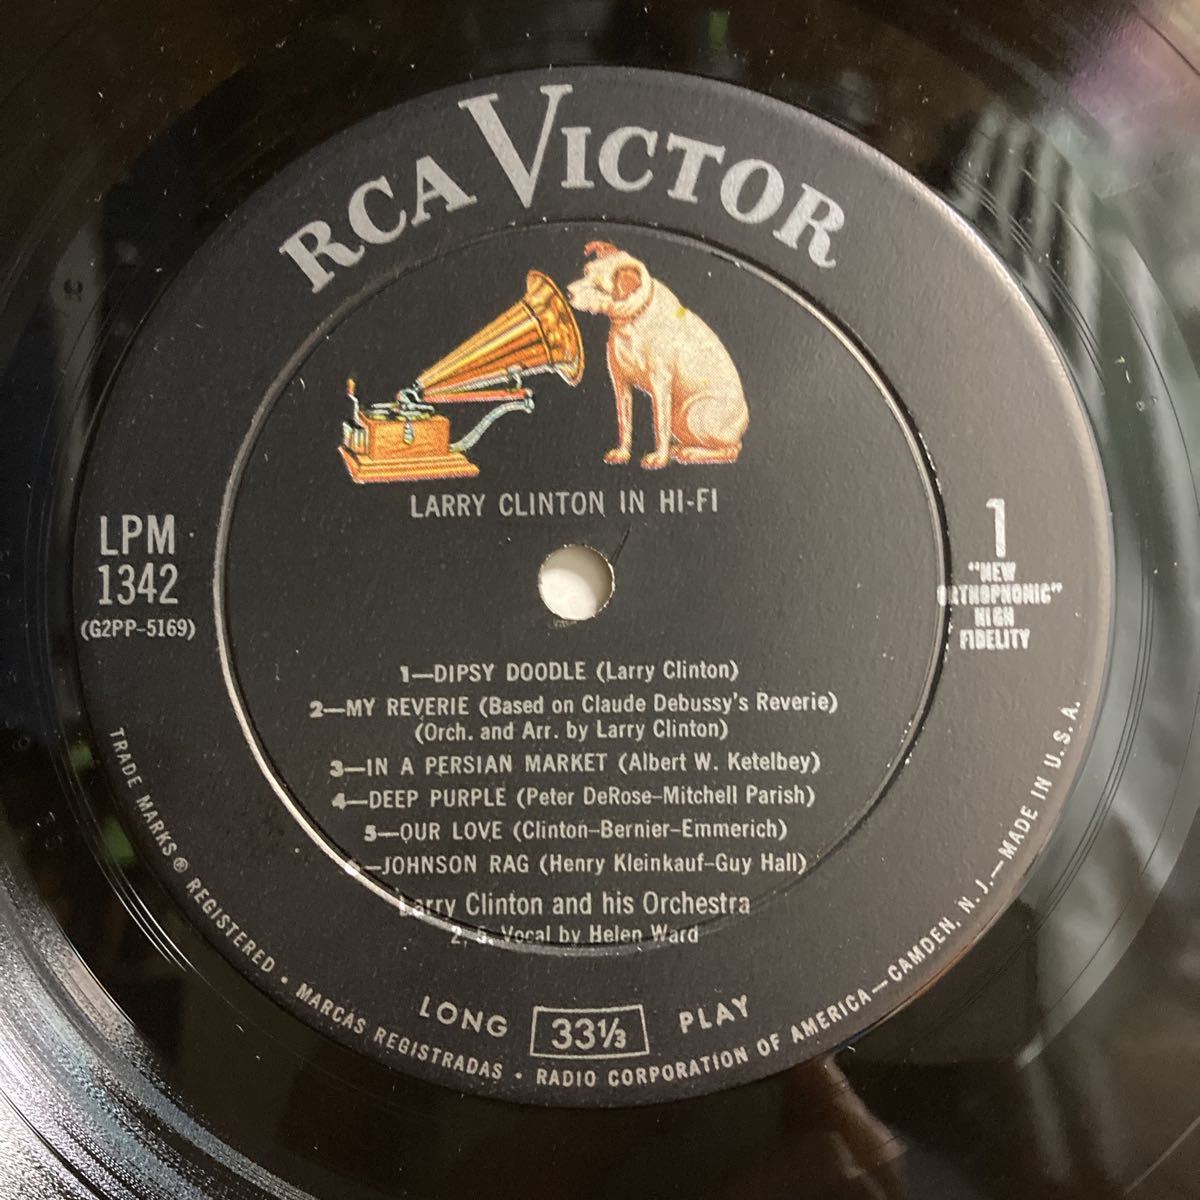 RCA VICTOR
LARRY CLINTON IN HI-FI
LPM
1342
(G2PP-5169)
1
"NEW
ORTHOPHONIC"
HIGH
FIDELITY
1—DIPSY DOODLE (Larry Clinton)
2—MY REVERIE (Based on Claude Debussy's Reverie)
(Orch. and Arr. by Larry Clinton)
3—IN A PERSIAN MARKET (Albert W. Ketelbey)
4—DEEP PURPLE (Peter DeRose-Mitchell Parish)
5—OUR LOVE (Clinton-Bernier-Emmerich)
—JOHNSON RAG (Henry Kleinkauf-Guy Hall)
Larry Clinton and his Orchestra
2, 5. Vocal by Helen Ward
LONG 33⅓ PLAY
TRADE MARKS ® REGISTERED • MARCAS REGISTRADAS • RADIO CORPORATION OF AMERICA—CAMDEN, N. J.—MADE IN U. S. A.